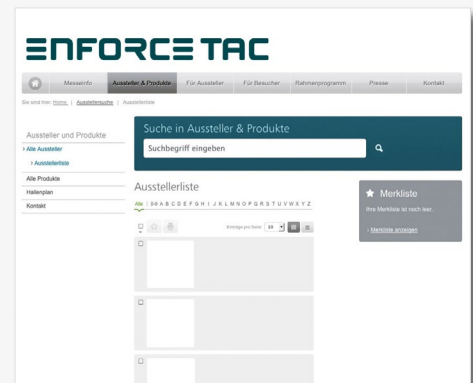 ENFORCE TAC
Messeinfo Aussteller & Produkte Für Aussteller Für Besucher Rahmenprogramm Presse Kontakt
Sie sind hier: Home | Ausstellersuche | Ausstellerliste
Aussteller und Produkte
› Alle Aussteller
› Ausstellerliste
Alle Produkte
Hallenplan
Kontakt
Suche in Aussteller & Produkte
Suchbegriff eingeben
Ausstellerliste
Alle | 0-9 A B C D E F G H I J K L M N O P Q R S T U V W X Y Z
Einträge pro Seite:
Merkliste
Ihre Merkliste ist noch leer.
› Merkliste anzeigen